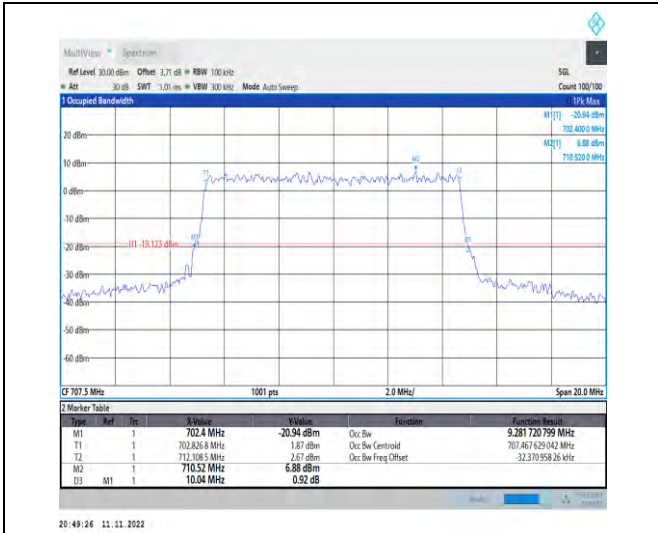 MultiView Spectrum
Ref Level 30.00 dBm Offset 3.71 dB RBW 100 kHz SGL
Att 30 dB SWT 1.01 ms VBW 300 kHz Mode Auto Sweep Count 100/100
1 Occupied Bandwidth 1Pk Max
M1[1] -20.94 dBm
702.400 0 MHz
M2[1] 6.88 dBm
710.520 0 MHz
20 dBm
10 dBm
0 dBm
-10 dBm
-20 dBm
H1 -19.123 dBm
-30 dBm
-40 dBm
-50 dBm
-60 dBm
CF 707.5 MHz 1001 pts 2.0 MHz/ Span 20.0 MHz
2 Marker Table
Type Ref Trc X-Value Y-Value Function Function Result
M1 1 702.4 MHz -20.94 dBm Occ Bw 9.281 720 799 MHz
T1 1 702.826 8 MHz 1.87 dBm Occ Bw Centroid 707.467 629 042 MHz
T2 1 712.108 5 MHz 2.67 dBm Occ Bw Freq Offset -32.370 958 26 kHz
M2 1 710.52 MHz 6.88 dBm
D3 M1 1 10.04 MHz 0.92 dB
20:49:26 11.11.2022